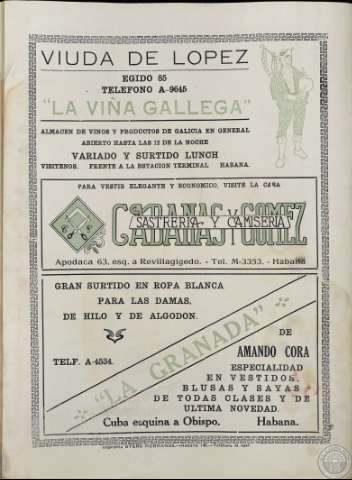 VIUDA DE LOPEZ
EGIDO 85
TELEFONO A-9645
"LA VIÑA GALLEGA"
ALMACEN DE VINOS Y PRODUCTOS DE GALICIA EN GENERAL
ABIERTO HASTA LAS 12 DE LA NOCHE
VARIADO Y SURTIDO LUNCH
VISITENOS. FRENTE A LA ESTACION TERMINAL HABANA.
PARA VESTIR ELEGANTE Y ECONOMICO, VISITE LA CASA
CABANAS Y GOMEZ
SASTRERIA Y CAMISERIA
Apodaca 63, esq. a Revillagigedo. - Tel. M-3353. - Habana
GRAN SURTIDO EN ROPA BLANCA
PARA LAS DAMAS,
DE HILO Y DE ALGODON.
TELF. A-4534.
"LA GRANADA"
DE
AMANDO CORA
ESPECIALIDAD
EN VESTIDOS,
BLUSAS Y SAYAS
DE TODAS CLASES Y DE
ULTIMA NOVEDAD.
Cuba esquina a Obispo. Habana.